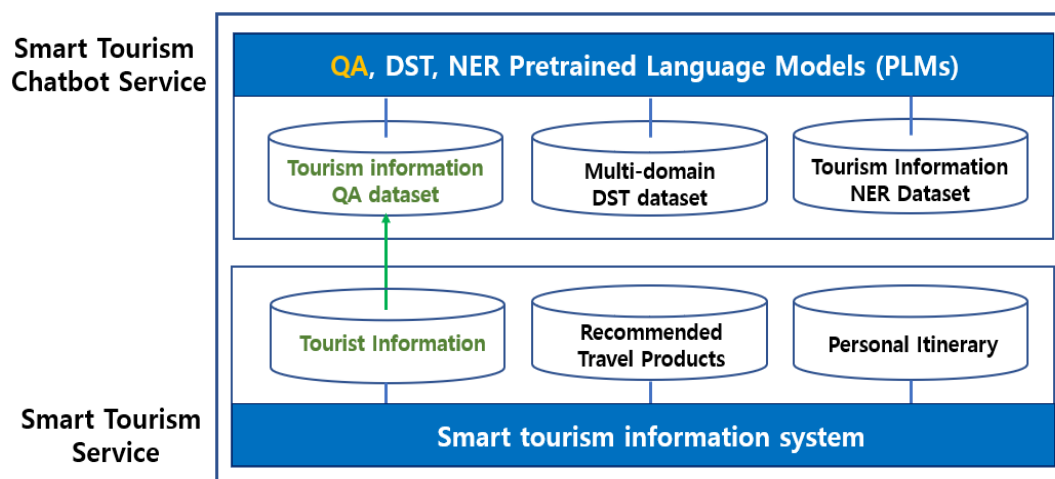 Smart Tourism
Chatbot Service
QA, DST, NER Pretrained Language Models (PLMs)
Tourism information
QA dataset
Multi-domain
DST dataset
Tourism Information
NER Dataset
Tourist Information
Recommended
Travel Products
Personal Itinerary
Smart Tourism
Service
Smart tourism information system